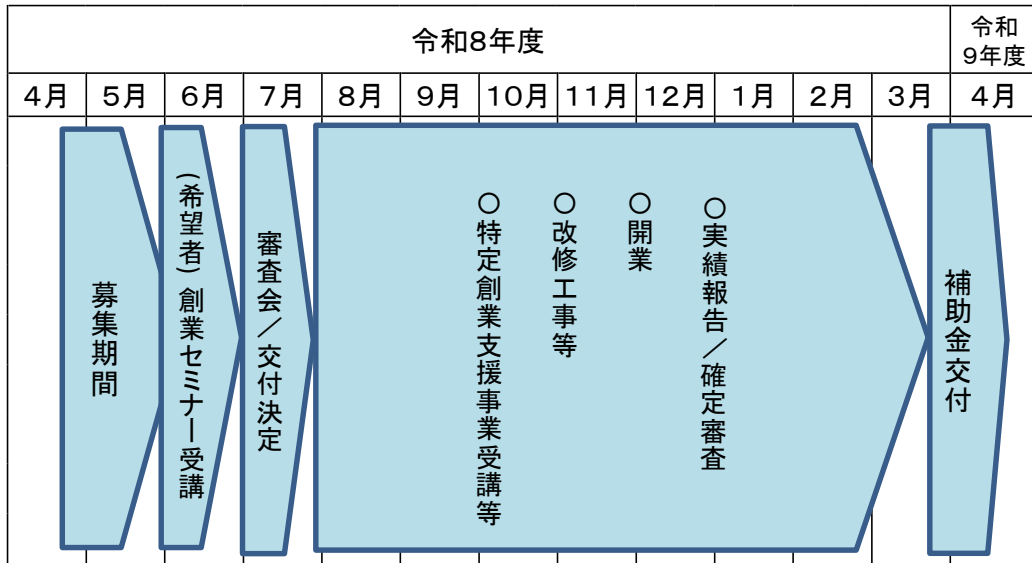 令和8年度
令和
9年度
4月
5月
6月
7月
8月
9月
10月
11月
12月
1月
2月
3月
4月
募集期間
(希望者)創業セミナー受講
審査会／交付決定
○特定創業支援事業受講等
○改修工事等
○開業
○実績報告／確定審査
補助金交付